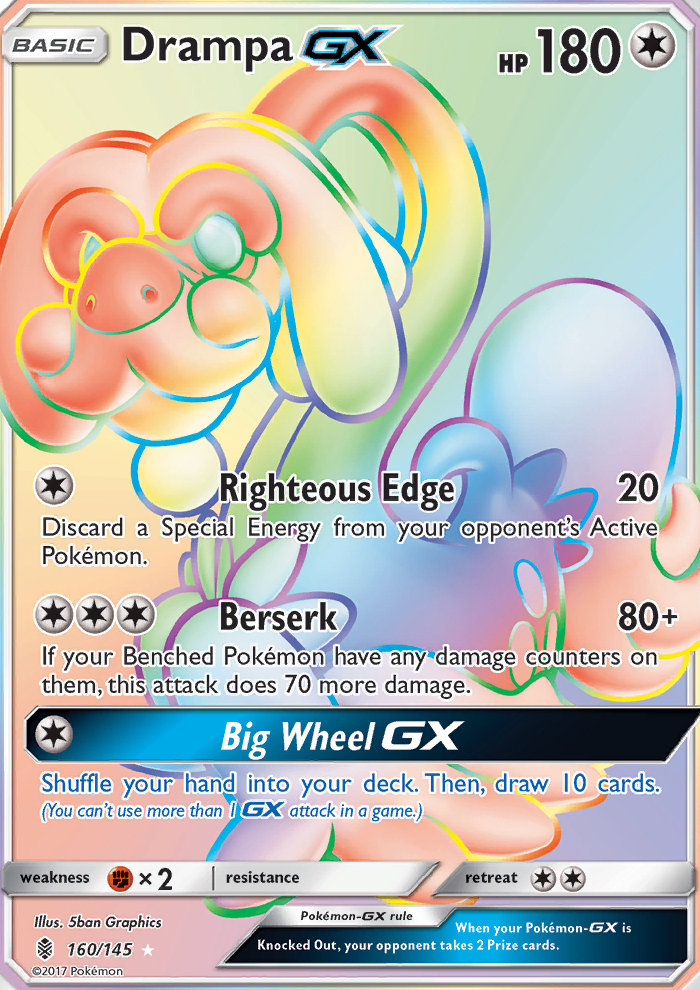 BASIC Drampa GX HP 180
Righteous Edge 20
Discard a Special Energy from your opponent's Active
Pokémon.
Berserk 80+
If your Benched Pokémon have any damage counters on
them, this attack does 70 more damage.
Big Wheel GX
Shuffle your hand into your deck. Then, draw 10 cards.
(You can't use more than 1 GX attack in a game.)
weakness ×2 resistance retreat
Illus. 5ban Graphics
160/145
©2017 Pokémon
Pokémon-GX rule
When your Pokémon-GX is
Knocked Out, your opponent takes 2 Prize cards.